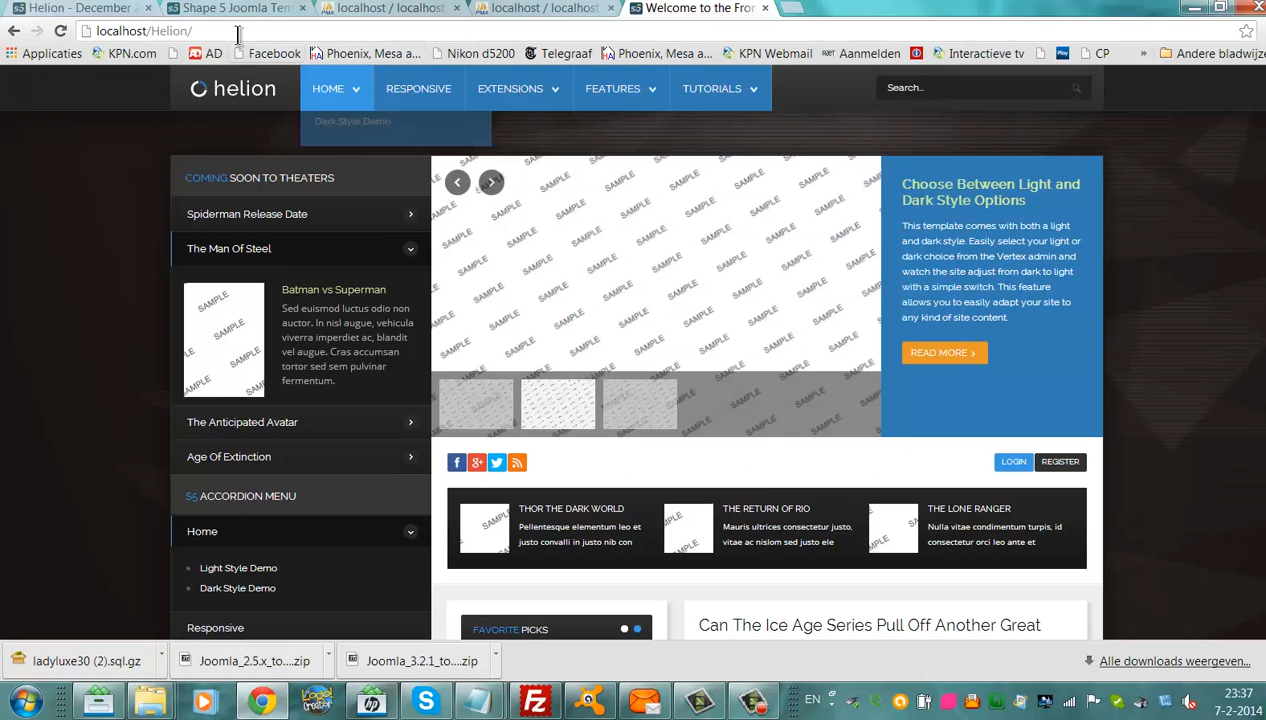 Helion - December 2
Shape 5 Joomla Tem
localhost / localhost
localhost / localhost
Welcome to the Fron
localhost/Helion/
Applicaties
KPN.com
AD
Facebook
Phoenix, Mesa a...
Nikon d5200
Telegraaf
Phoenix, Mesa a...
KPN Webmail
Aanmelden
Interactieve tv
CP
Andere bladwijze
helion
HOME
RESPONSIVE
EXTENSIONS
FEATURES
TUTORIALS
Search...
Dark Style Demo
COMING SOON TO THEATERS
Spiderman Release Date
The Man Of Steel
Batman vs Superman
Sed euismod luctus odio non
auctor. In nisl augue, vehicula
viverra imperdiet ac, blandit
vel augue. Cras accumsan
tortor sed sem pulvinar
fermentum.
The Anticipated Avatar
Age Of Extinction
S5 ACCORDION MENU
Home
Light Style Demo
Dark Style Demo
Responsive
SAMPLE
Choose Between Light and
Dark Style Options
This template comes with both a light
and dark style. Easily select your light or
dark choice from the Vertex admin and
watch the site adjust from dark to light
with a simple switch. This feature
allows you to easily adapt your site to
any kind of site content.
READ MORE
LOGIN
REGISTER
THOR THE DARK WORLD
Pellentesque elementum leo et
justo convalli in justo nib con
THE RETURN OF RIO
Mauris ultrices consectetur justo,
vitae ac nislom sed justo ele
THE LONE RANGER
Nulla vitae condimentum turpis, id
consectetur orci leo ante et
FAVORITE PICKS
Can The Ice Age Series Pull Off Another Great
ladyluxe30 (2).sql.gz
Joomla_2.5.x_to....zip
Joomla_3.2.1_to....zip
Alle downloads weergeven...
EN
23:37
7-2-2014